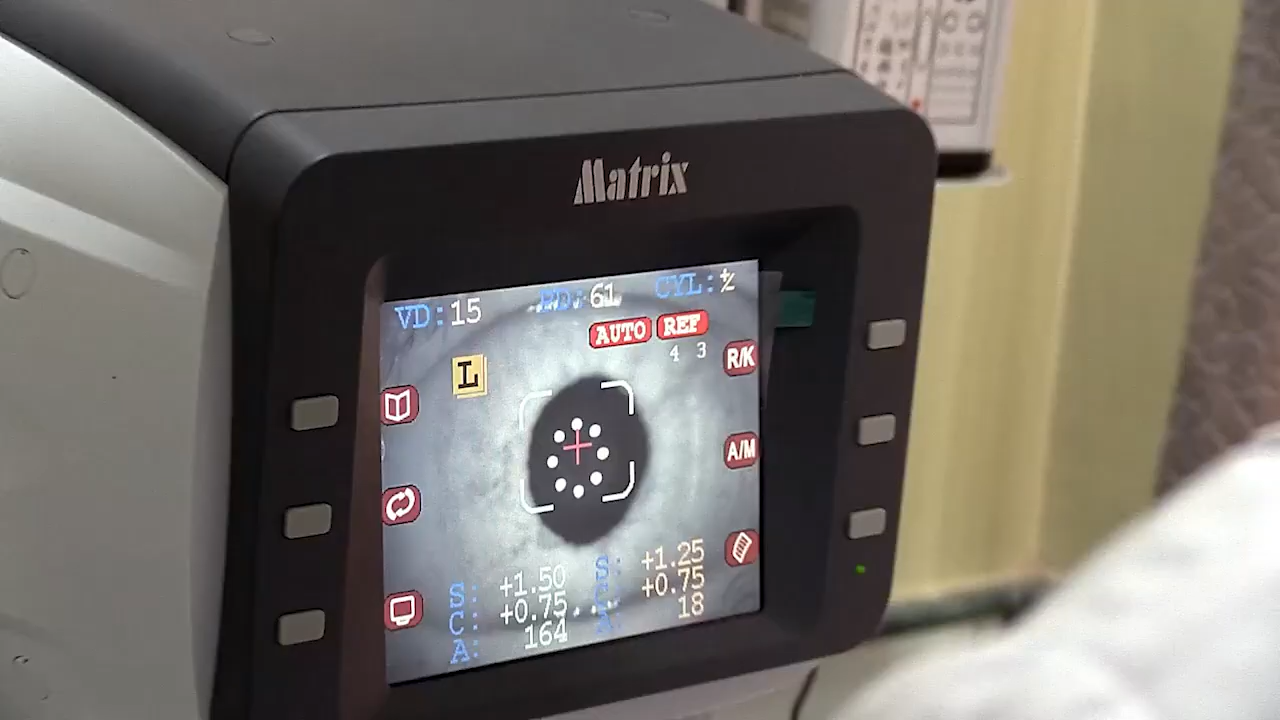 Matrix
VD:15 PD:61 CYL:±
AUTO REF
4 3
L
R/K
A/M
S: +1.50 S: +1.25
C: +0.75 C: +0.75
A: 164 A: 18